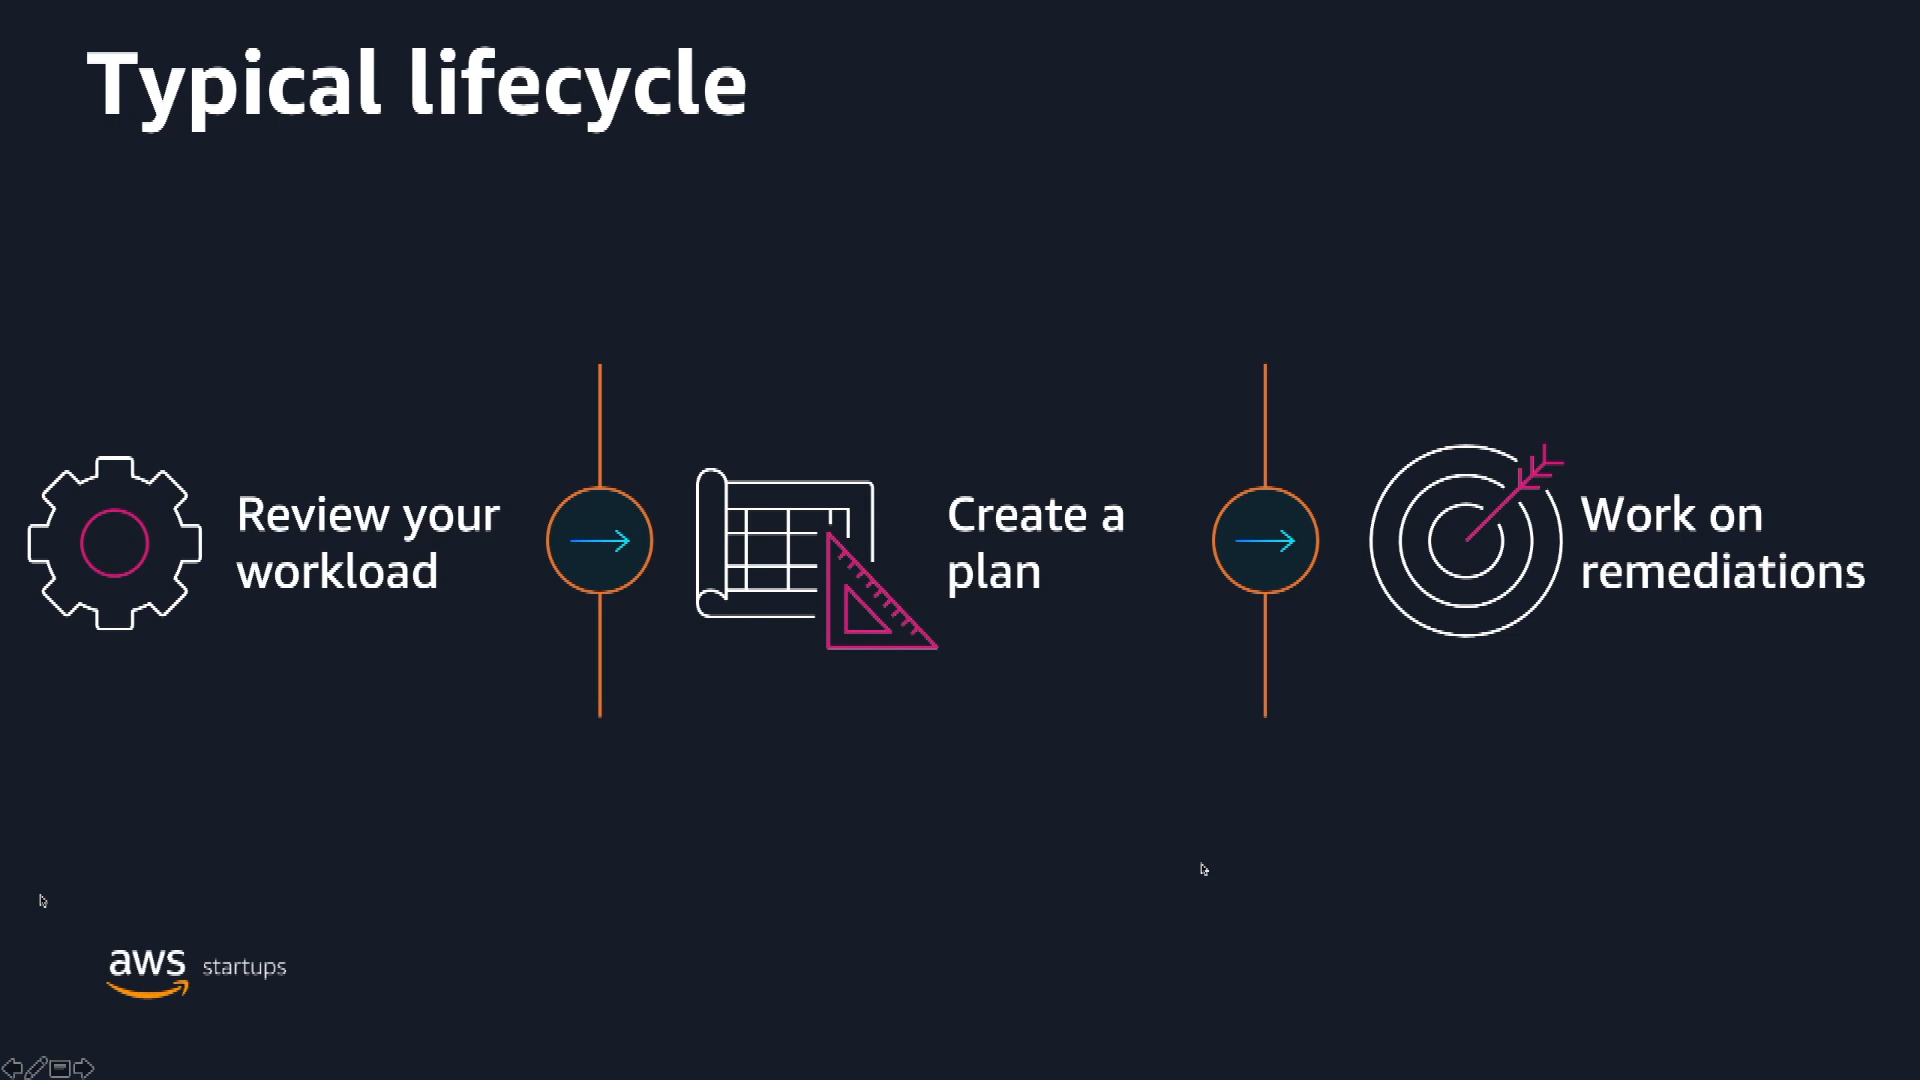 Typical lifecycle
Review your
workload
Create a
plan
Work on
remediations
aws startups